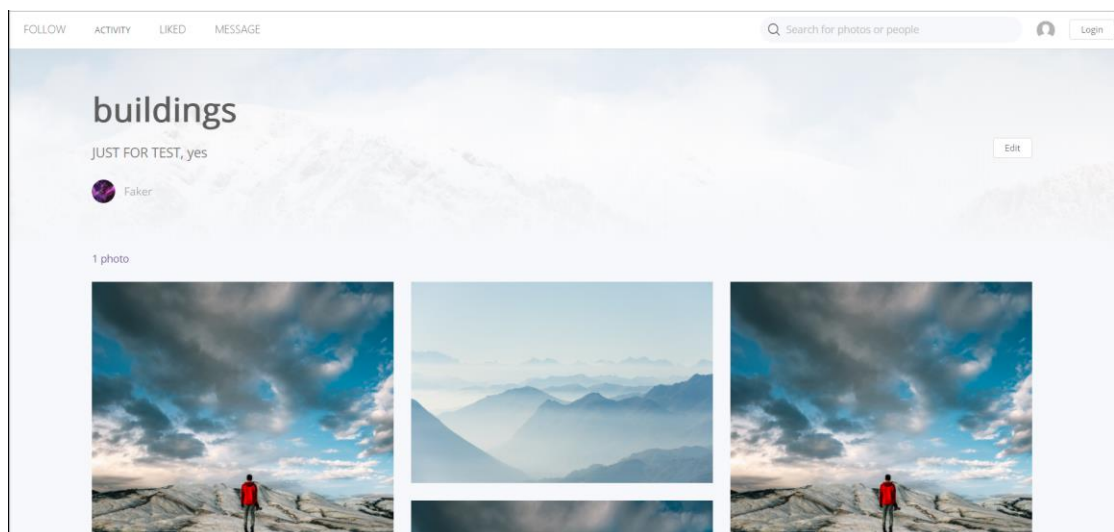 FOLLOW ACTIVITY LIKED MESSAGE Search for photos or people Login
buildings
JUST FOR TEST, yes
Edit
Faker
1 photo